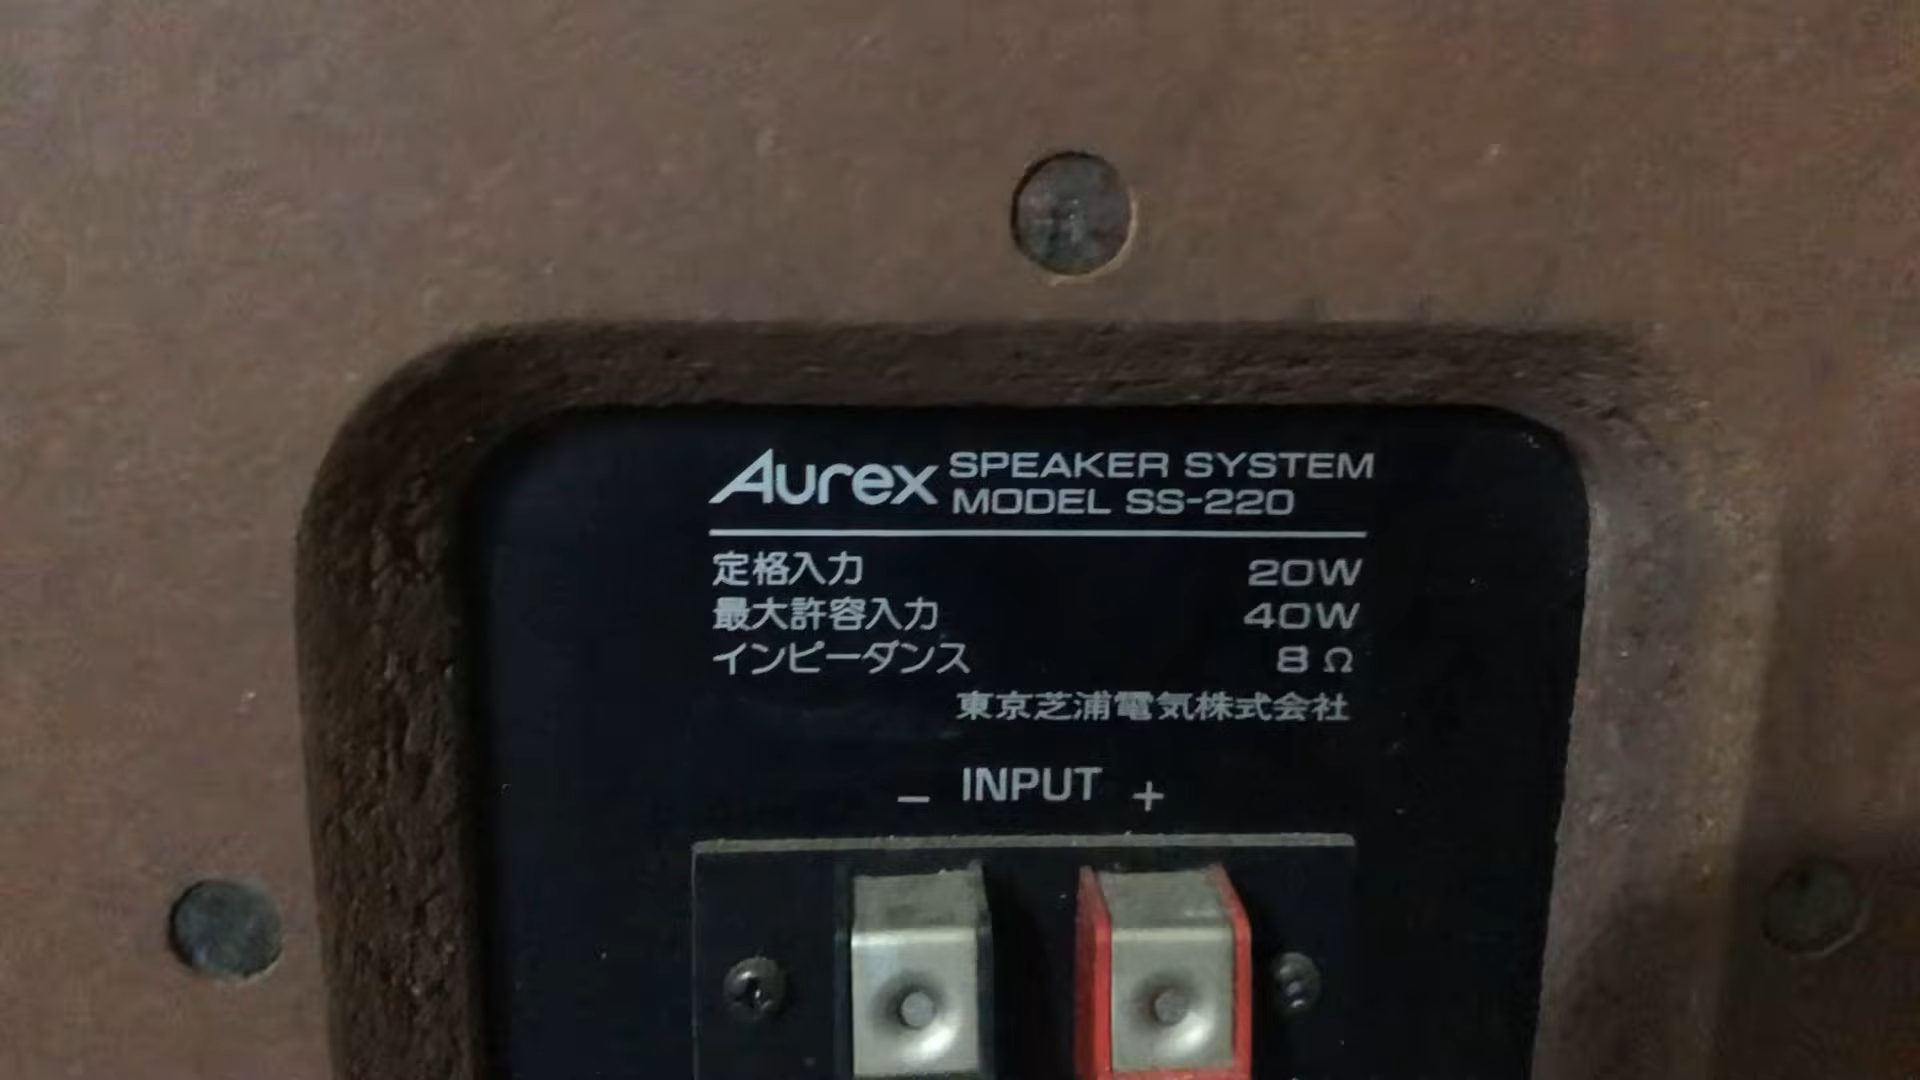 Aurex SPEAKER SYSTEM
MODEL SS-220
定格入力 20W
最大許容入力 40W
インピーダンス 8 Ω
東京芝浦電気株式会社
− INPUT +